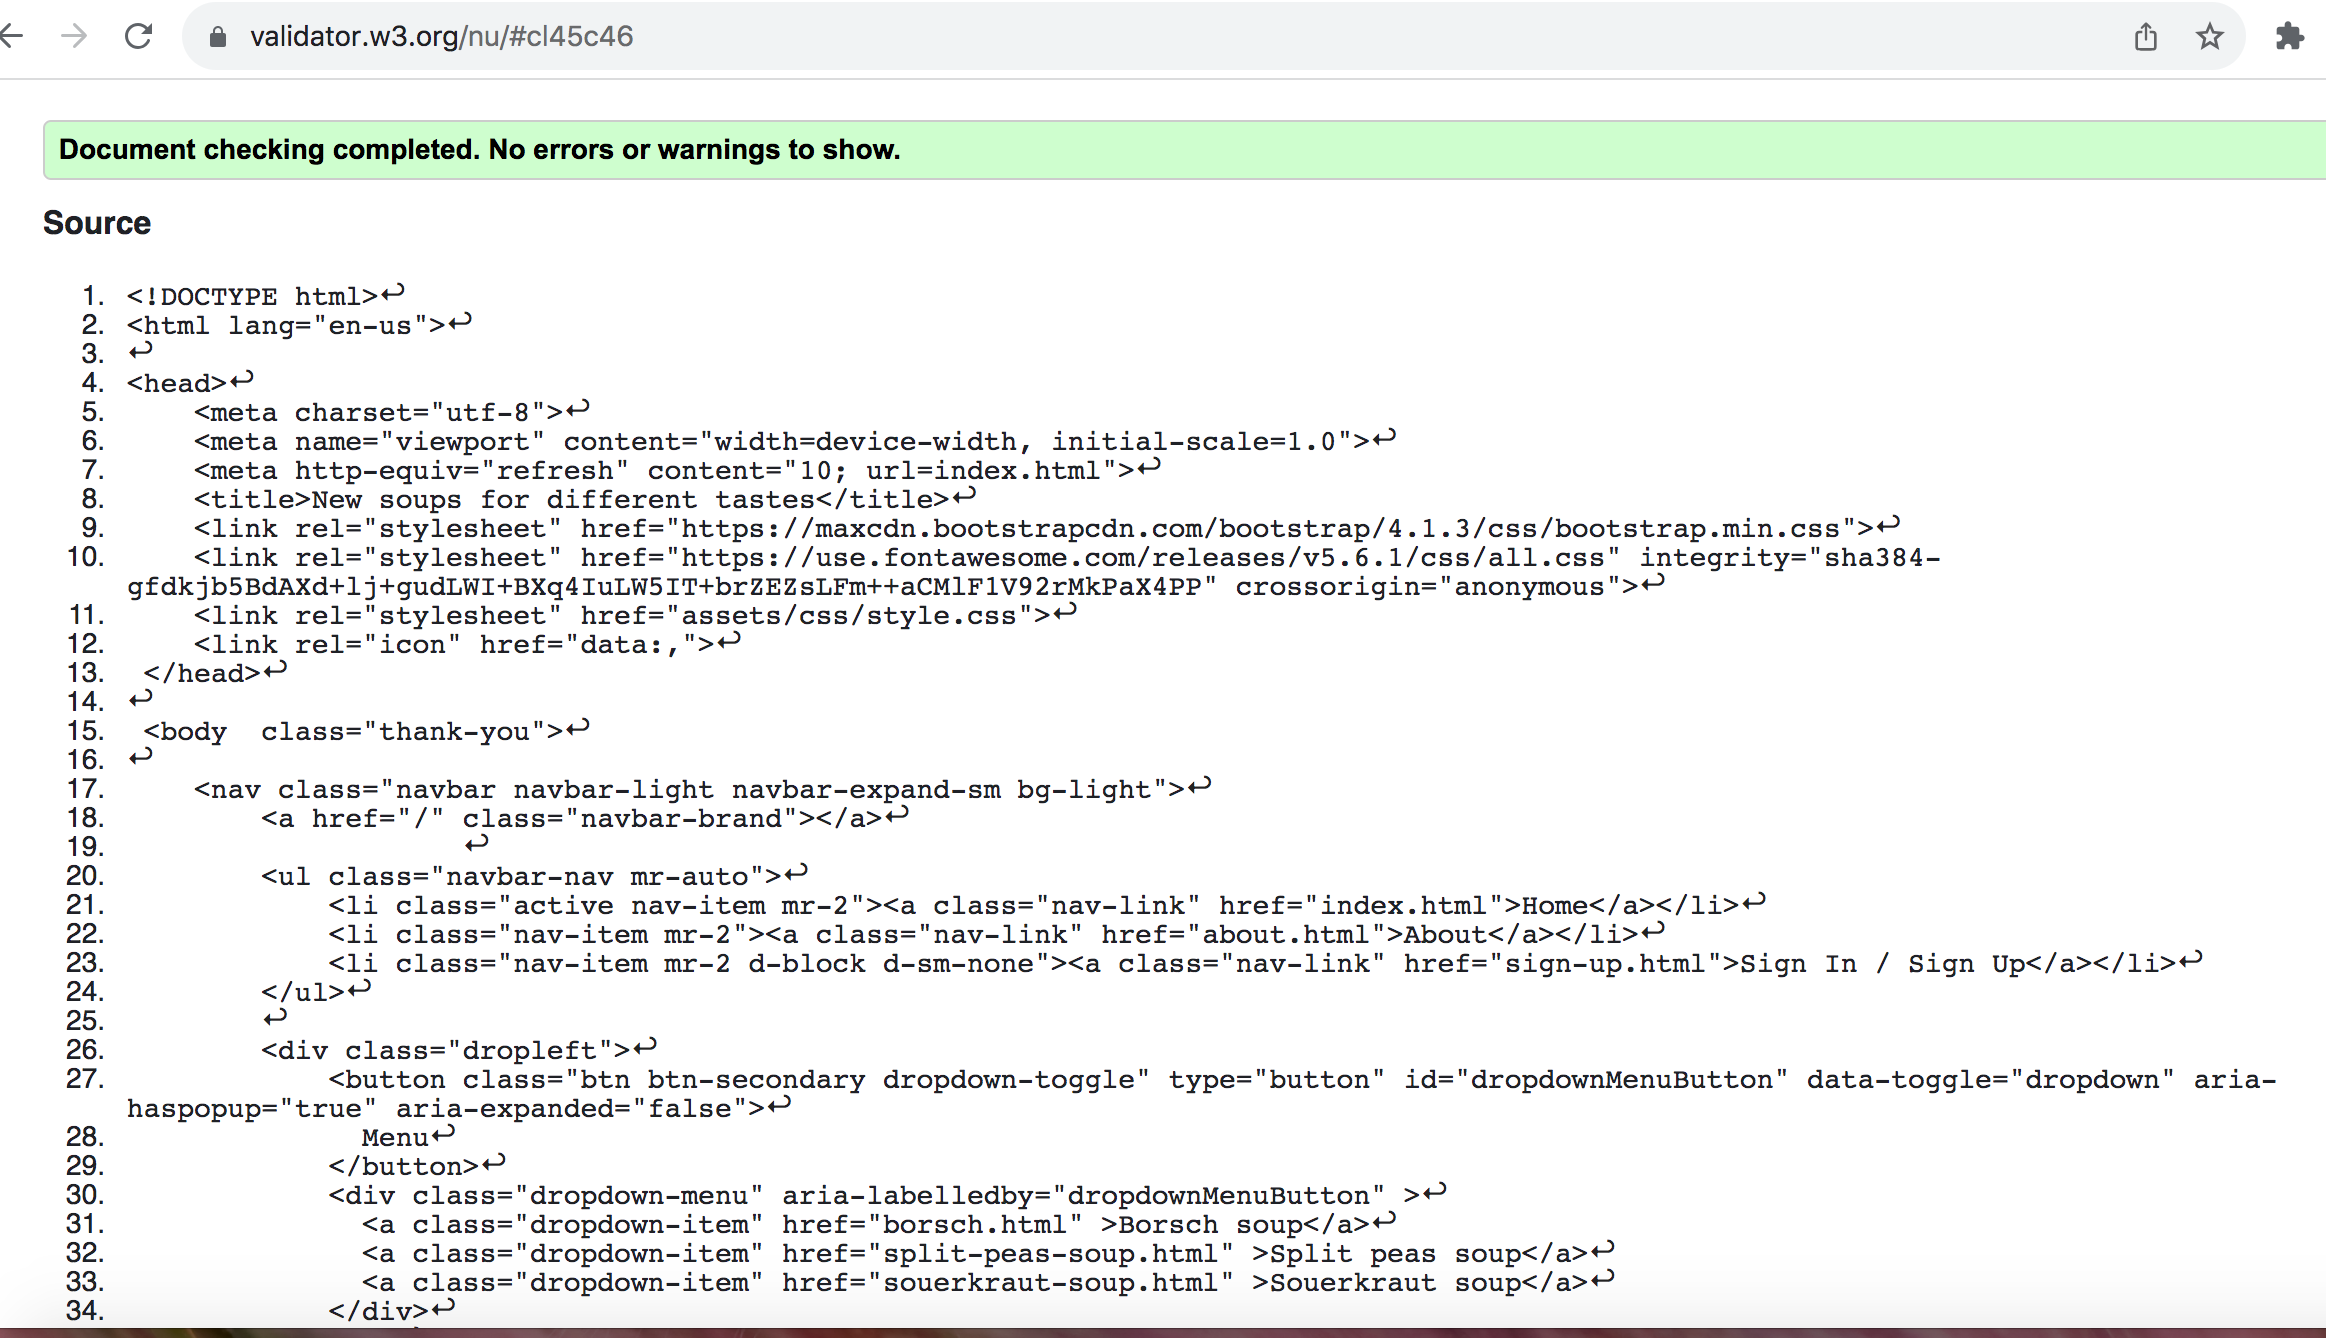 validator.w3.org/nu/#cl45c46
Document checking completed. No errors or warnings to show.
Source
1. <!DOCTYPE html>↩
2. <html lang="en-us">↩
3. ↩
4. <head>↩
5.     <meta charset="utf-8">↩
6.     <meta name="viewport" content="width=device-width, initial-scale=1.0">↩
7.     <meta http-equiv="refresh" content="10; url=index.html">↩
8.     <title>New soups for different tastes</title>↩
9.     <link rel="stylesheet" href="https://maxcdn.bootstrapcdn.com/bootstrap/4.1.3/css/bootstrap.min.css">↩
10.     <link rel="stylesheet" href="https://use.fontawesome.com/releases/v5.6.1/css/all.css" integrity="sha384-
gfdkjb5BdAXd+lj+gudLWI+BXq4IuLW5IT+brZEZsLFm++aCMlF1V92rMkPaX4PP" crossorigin="anonymous">↩
11.     <link rel="stylesheet" href="assets/css/style.css">↩
12.     <link rel="icon" href="data:,">↩
13.  </head>↩
14. ↩
15.  <body  class="thank-you">↩
16. ↩
17.     <nav class="navbar navbar-light navbar-expand-sm bg-light">↩
18.         <a href="/" class="navbar-brand"></a>↩
19.                     ↩
20.         <ul class="navbar-nav mr-auto">↩
21.             <li class="active nav-item mr-2"><a class="nav-link" href="index.html">Home</a></li>↩
22.             <li class="nav-item mr-2"><a class="nav-link" href="about.html">About</a></li>↩
23.             <li class="nav-item mr-2 d-block d-sm-none"><a class="nav-link" href="sign-up.html">Sign In / Sign Up</a></li>↩
24.         </ul>↩
25.         ↩
26.         <div class="dropleft">↩
27.             <button class="btn btn-secondary dropdown-toggle" type="button" id="dropdownMenuButton" data-toggle="dropdown" aria-
haspopup="true" aria-expanded="false">↩
28.               Menu↩
29.             </button>↩
30.             <div class="dropdown-menu" aria-labelledby="dropdownMenuButton" >↩
31.               <a class="dropdown-item" href="borsch.html" >Borsch soup</a>↩
32.               <a class="dropdown-item" href="split-peas-soup.html" >Split peas soup</a>↩
33.               <a class="dropdown-item" href="souerkraut-soup.html" >Souerkraut soup</a>↩
34.             </div>↩